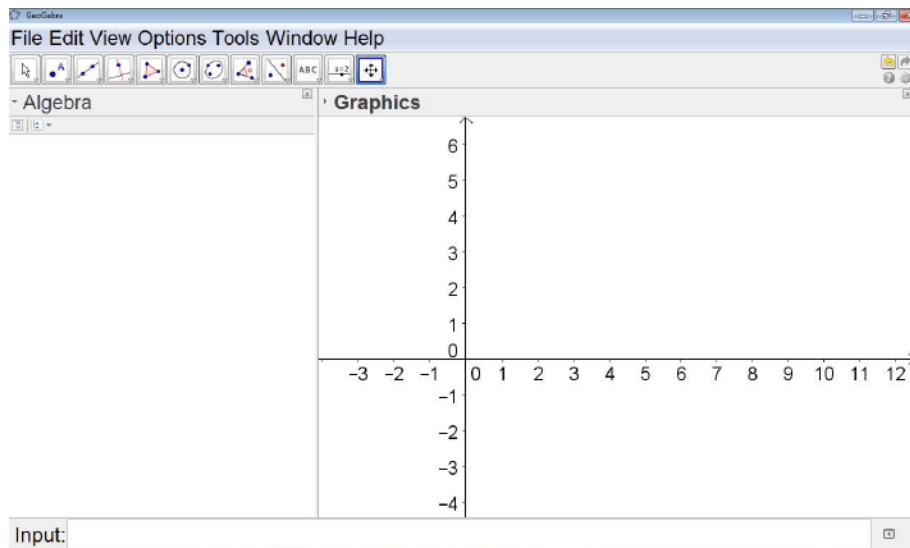 GeoGebra
File Edit View Options Tools Window Help
A ABC a=2
Algebra
Graphics
6
5
4
3
2
1
0
−3 −2 −1 0 1 2 3 4 5 6 7 8 9 10 11 12
−1
−2
−3
−4
Input: